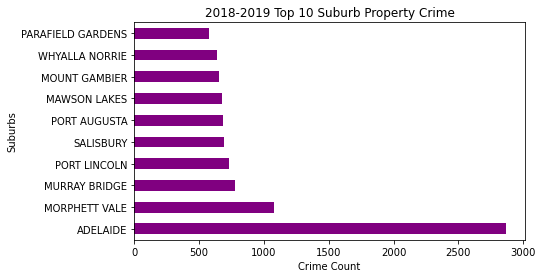 2018-2019 Top 10 Suburb Property Crime
PARAFIELD GARDENS
WHYALLA NORRIE
MOUNT GAMBIER
MAWSON LAKES
PORT AUGUSTA
SALISBURY
PORT LINCOLN
MURRAY BRIDGE
MORPHETT VALE
ADELAIDE
Suburbs
0 500 1000 1500 2000 2500 3000
Crime Count